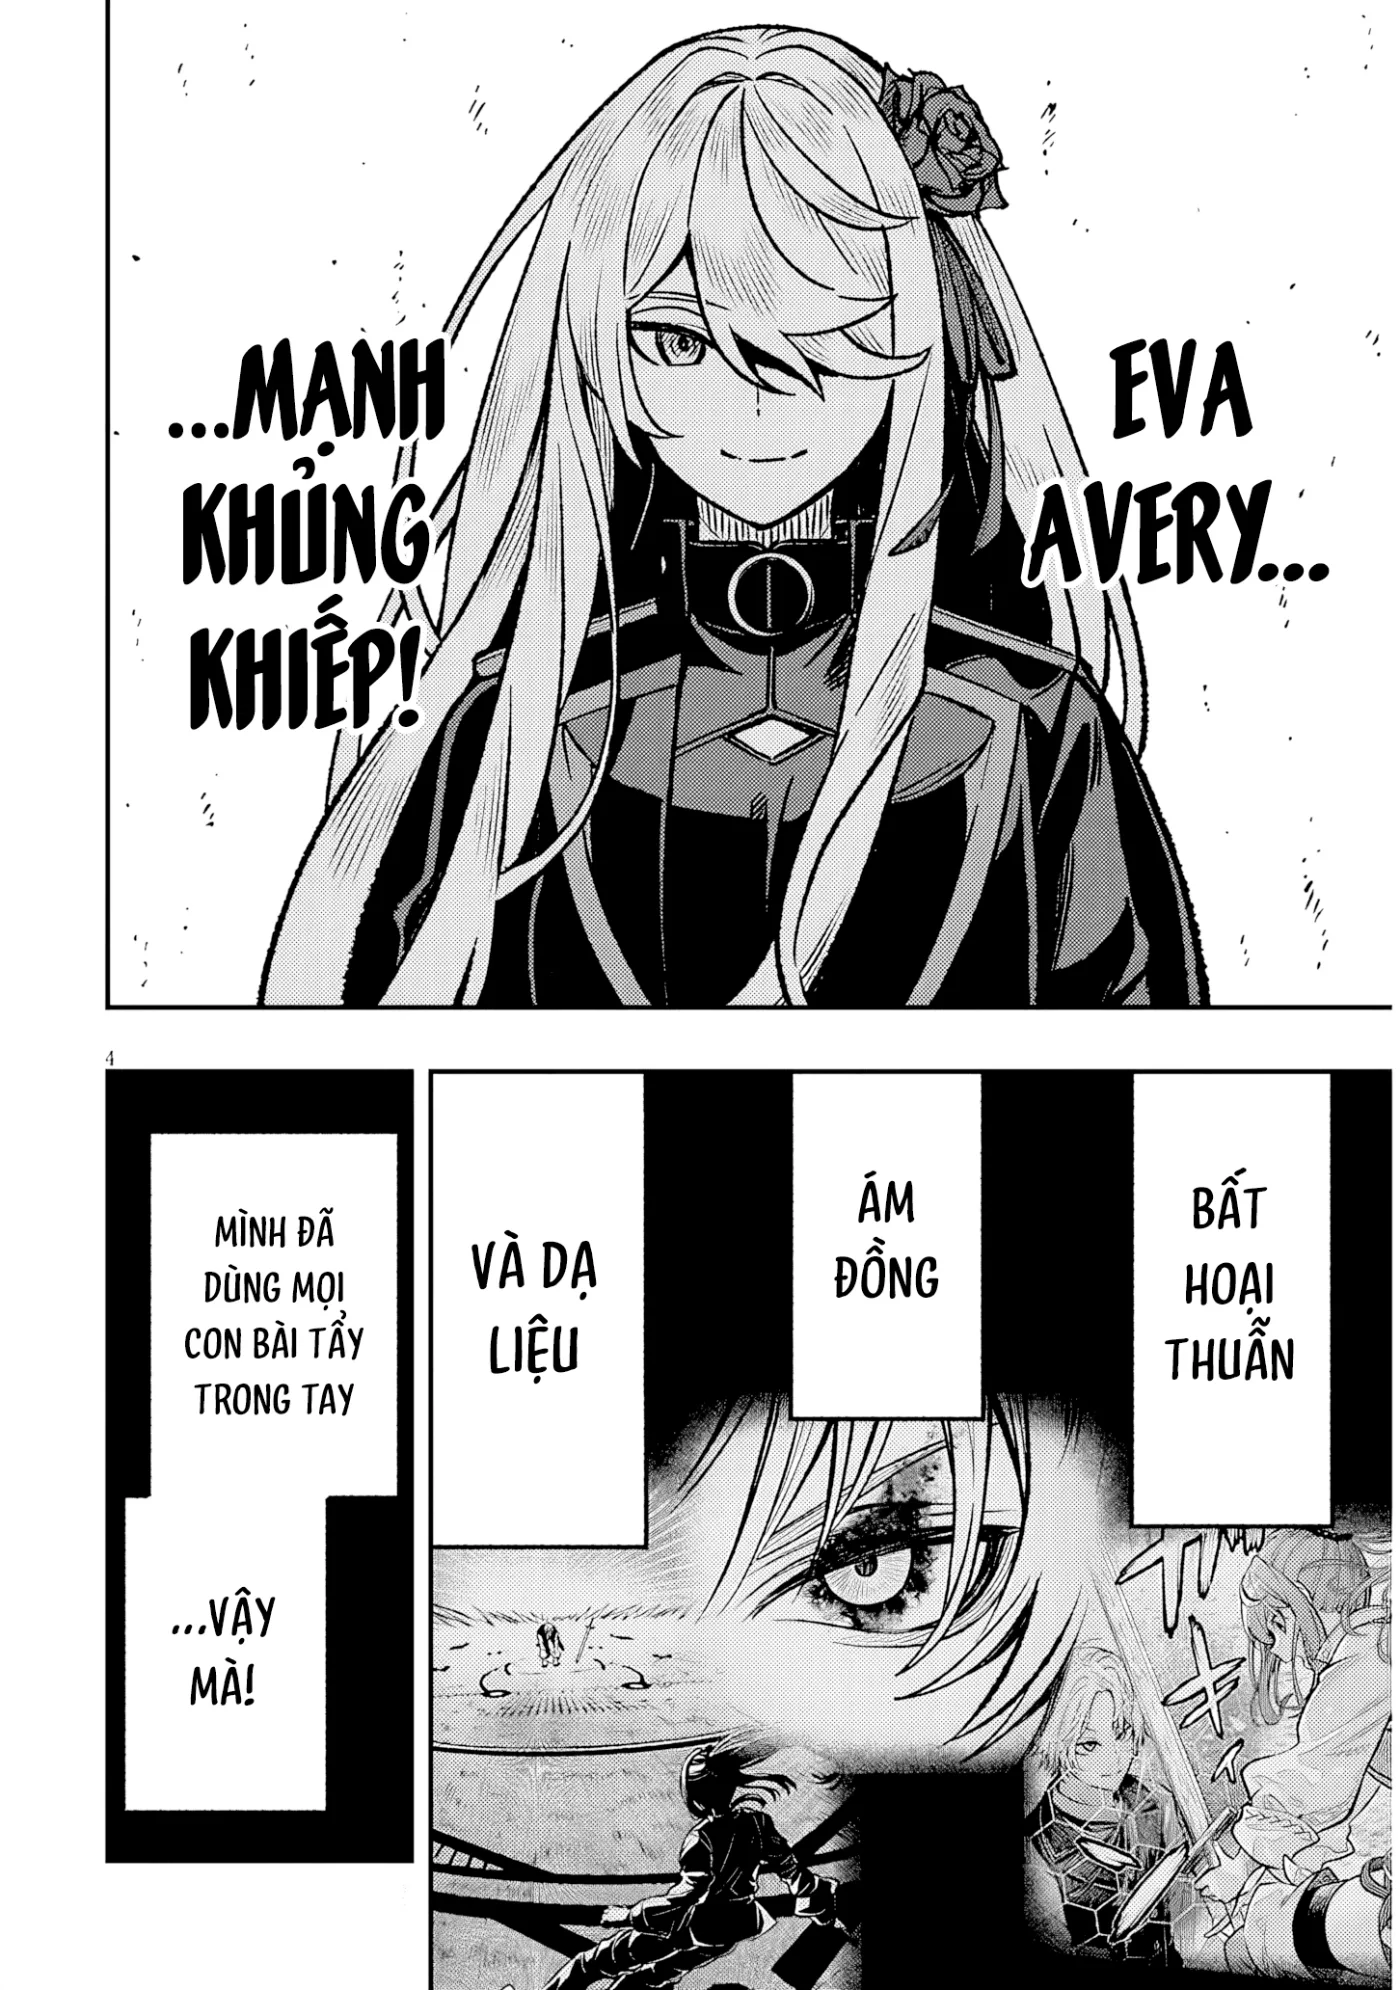 EVA
AVERY...
...MẠNH
KHỦNG
KHIẾP!
4
BẤT
HOẠI
THUẪN
ÁM
ĐỒNG
VÀ DẠ
LIỆU
MÌNH ĐÃ
DÙNG MỌI
CON BÀI TẨY
TRONG TAY
...VẬY
MÀ!